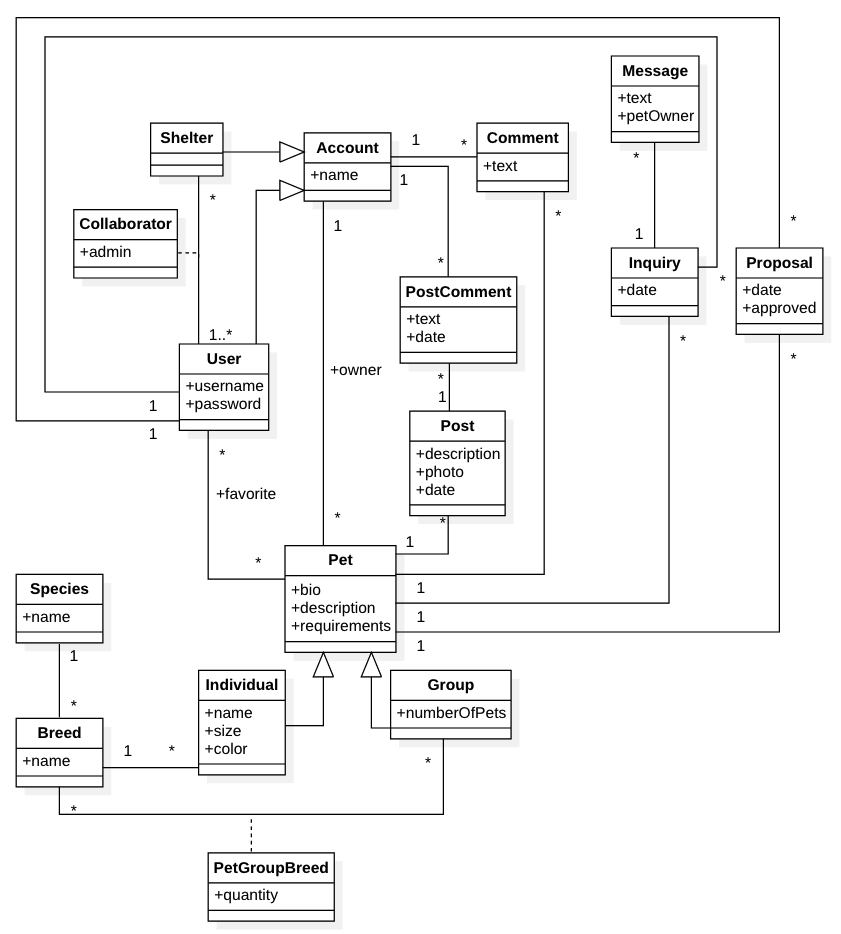 Message
+text
+petOwner
Shelter
Account
+name
Comment
+text
1
*
1
*
*
1
*
*
Collaborator
+admin
1
Inquiry
+date
Proposal
+date
+approved
*
*
PostComment
+text
+date
1..*
User
+username
+password
*
*
+owner
*
1
1
1
Post
+description
+photo
+date
*
+favorite
*
*
1
*
Pet
+bio
+description
+requirements
1
1
1
Species
+name
1
*
Individual
+name
+size
+color
Group
+numberOfPets
Breed
+name
1
*
*
*
PetGroupBreed
+quantity